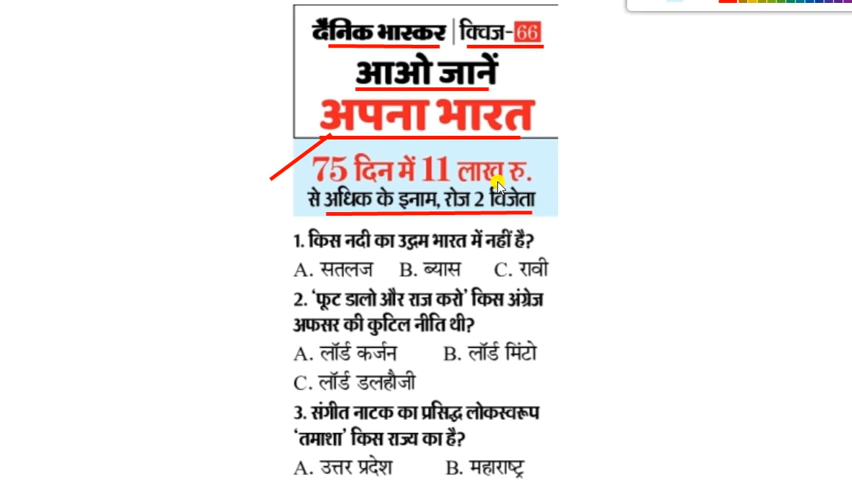 दैनिक भास्कर | क्विज-66
आओ जानें
अपना भारत
75 दिन में 11 लाख रु.
से अधिक के इनाम, रोज 2 विजेता
1. किस नदी का उद्गम भारत में नहीं है?
A. सतलज B. ब्यास C. रावी
2. ‘फूट डालो और राज करो’ किस अंग्रेज
अफसर की कुटिल नीति थी?
A. लॉर्ड कर्जन B. लॉर्ड मिंटो
C. लॉर्ड डलहौजी
3. संगीत नाटक का प्रसिद्ध लोकस्वरूप
‘तमाशा’ किस राज्य का है?
A. उत्तर प्रदेश B. महाराष्ट्र